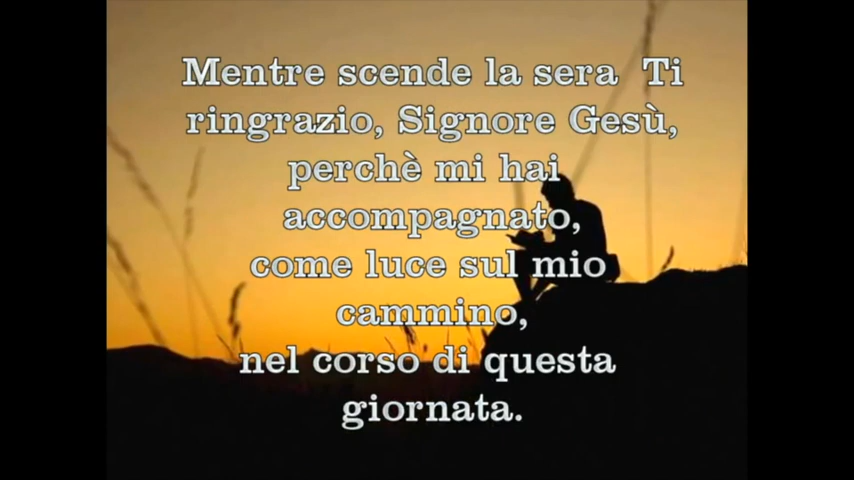 Mentre scende la sera Ti
ringrazio, Signore Gesù,
perchè mi hai
accompagnato,
come luce sul mio
cammino,
nel corso di questa
giornata.